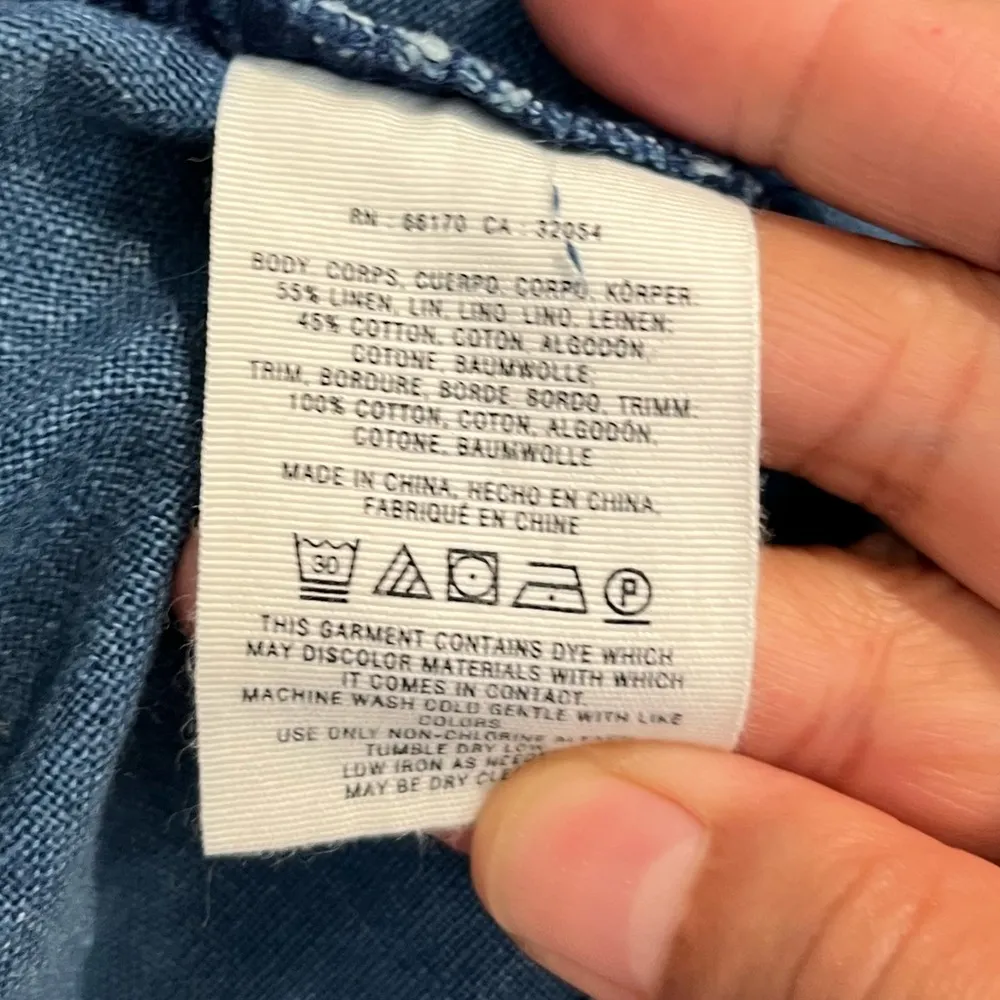 RN : 66170 CA : 32054
BODY, CORPS, CUERPO, CORPO, KÖRPER:
55% LINEN, LIN, LINO, LINO, LEINEN;
45% COTTON, COTON, ALGODÓN,
COTONE, BAUMWOLLE;
TRIM, BORDURE, BORDE, BORDO, TRIMM:
100% COTTON, COTON, ALGODÓN,
COTONE, BAUMWOLLE
MADE IN CHINA, HECHO EN CHINA,
FABRIQUÉ EN CHINE
30
P
THIS GARMENT CONTAINS DYE WHICH
MAY DISCOLOR MATERIALS WITH WHICH
IT COMES IN CONTACT.
MACHINE WASH COLD GENTLE WITH LIKE
COLORS
USE ONLY NON-CHLORINE
TUMBLE DRY LOW
LOW IRON AS
MAY BE DRY